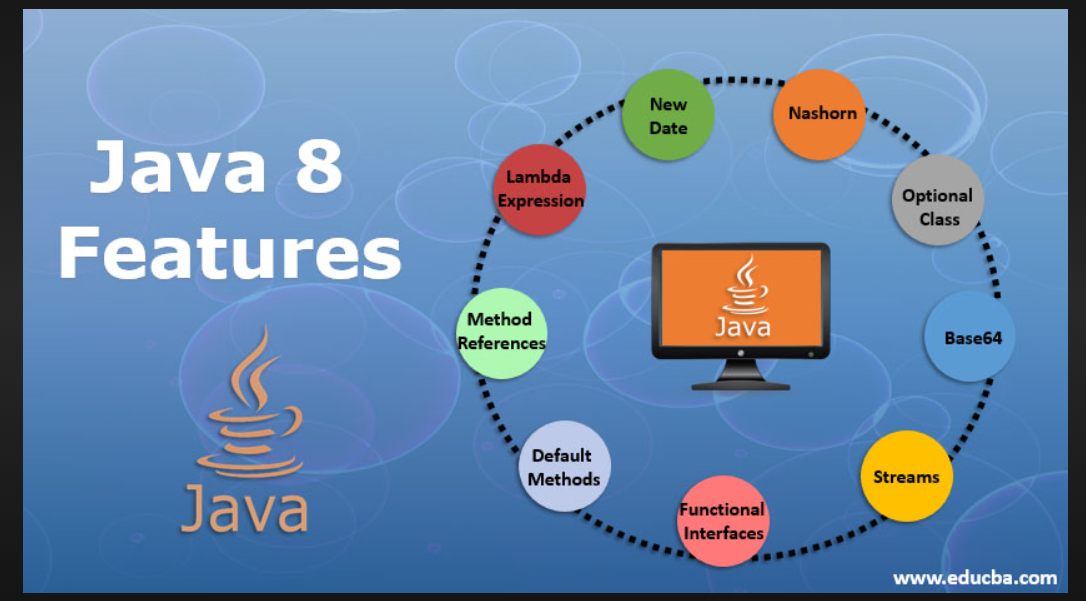 Java 8
Features
Java
New
Date
Nashorn
Optional
Class
Base64
Streams
Functional
Interfaces
Default
Methods
Method
References
Lambda
Expression
Java
www.educba.com